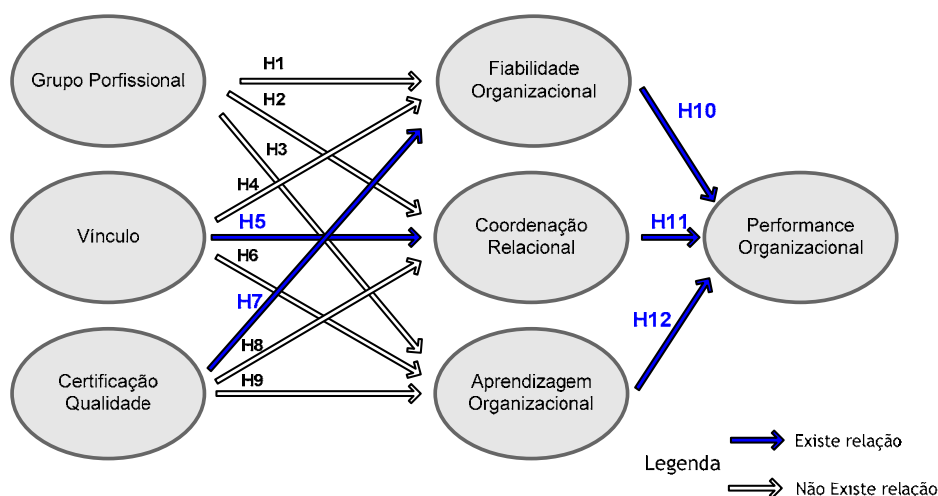 Grupo Porfissional
Vínculo
Certificação
Qualidade
H1
H2
H3
H4
H5
H6
H7
H8
H9
Fiabilidade
Organizacional
Coordenação
Relacional
Aprendizagem
Organizacional
H10
H11
H12
Performance
Organizacional
Legenda
Existe relação
Não Existe relação